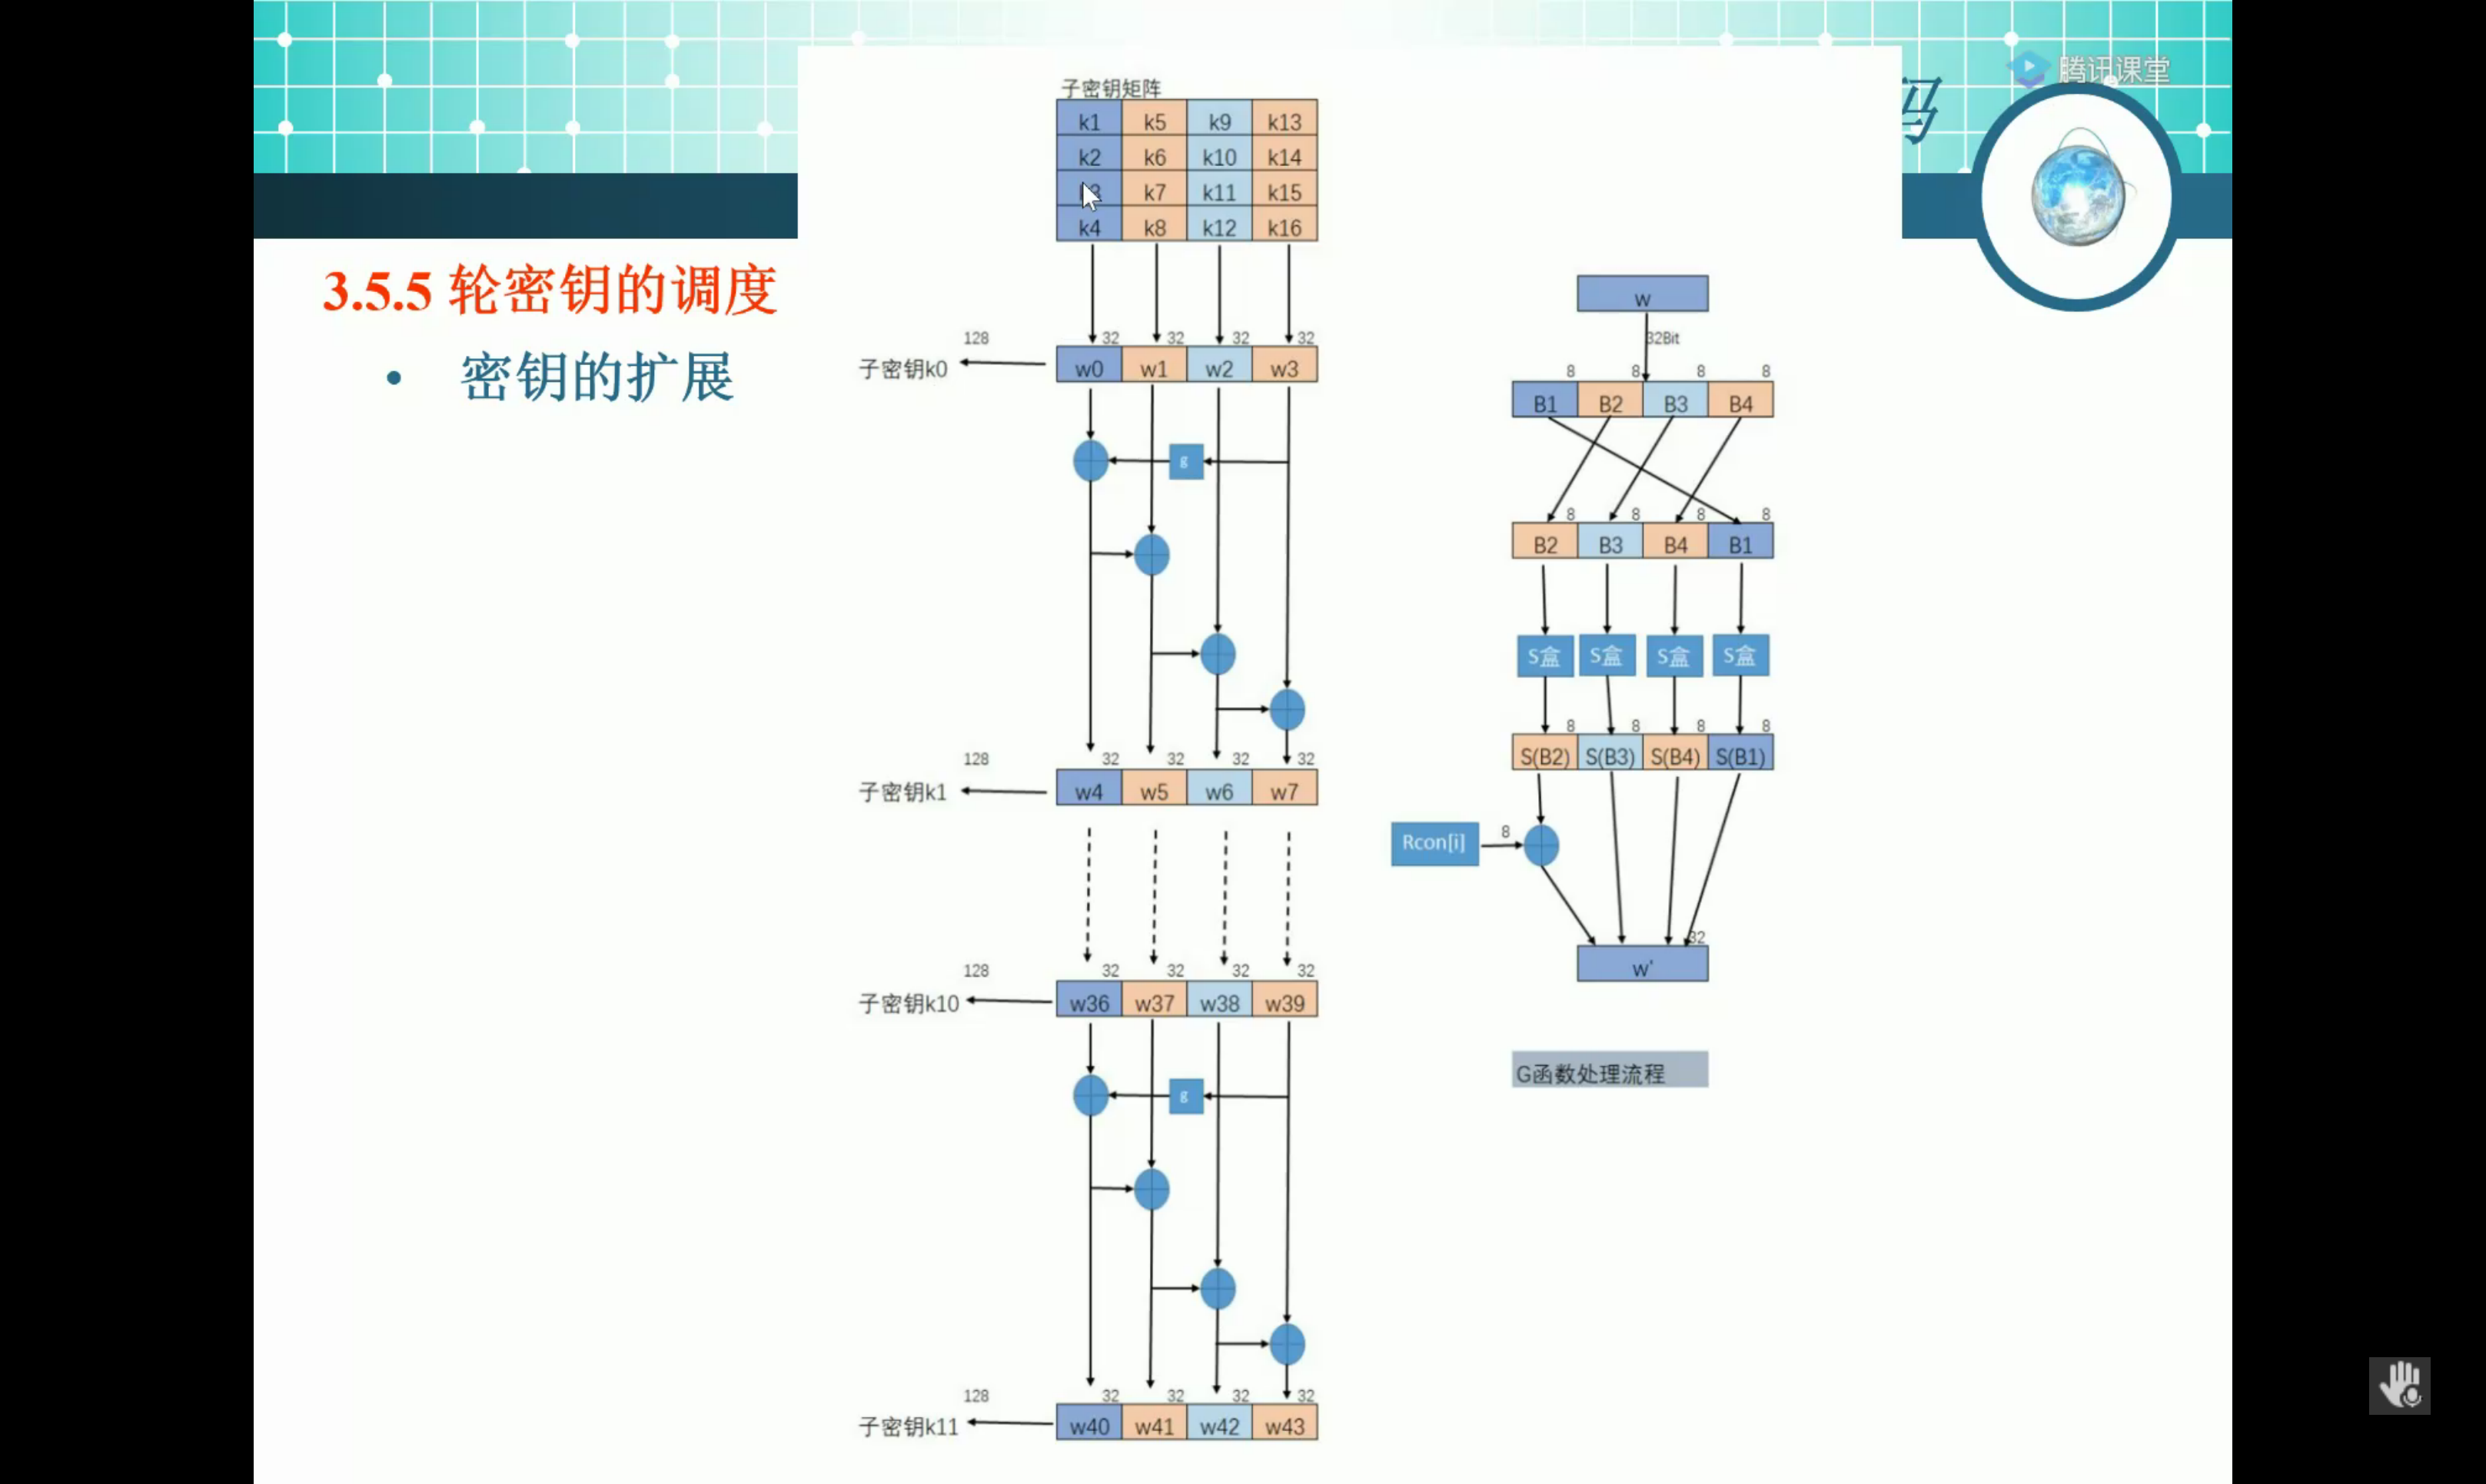 腾讯课堂
码
3.5.5 轮密钥的调度
• 密钥的扩展
子密钥矩阵
k1 k5 k9 k13
k2 k6 k10 k14
k7 k11 k15
k4 k8 k12 k16
128 32 32 32 32
子密钥k0 w0 w1 w2 w3
g
128 32 32 32 32
子密钥k1 w4 w5 w6 w7
128 32 32 32 32
子密钥k10 w36 w37 w38 w39
g
128 32 32 32 32
子密钥k11 w40 w41 w42 w43
w
32Bit
8 8 8 8
B1 B2 B3 B4
8 8 8 8
B2 B3 B4 B1
S盒 S盒 S盒 S盒
8 8 8 8
S(B2) S(B3) S(B4) S(B1)
Rcon[i] 8
32
w'
G函数处理流程